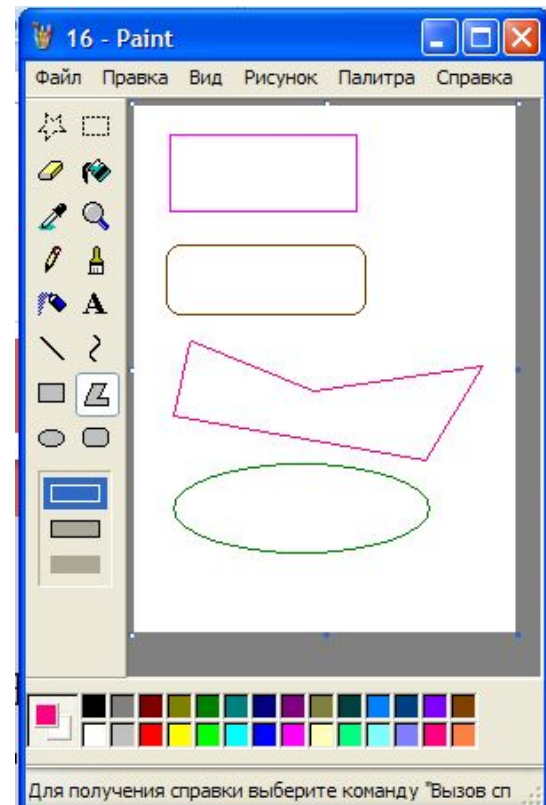 16 - Paint
Файл Правка Вид Рисунок Палитра Справка
A
Для получения справки выберите команду "Вызов сп